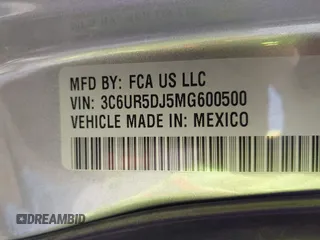 MFD BY: FCA US LLC
VIN: 3C6UR5DJ5MG600500
VEHICLE MADE IN: MEXICO
DREAMBID